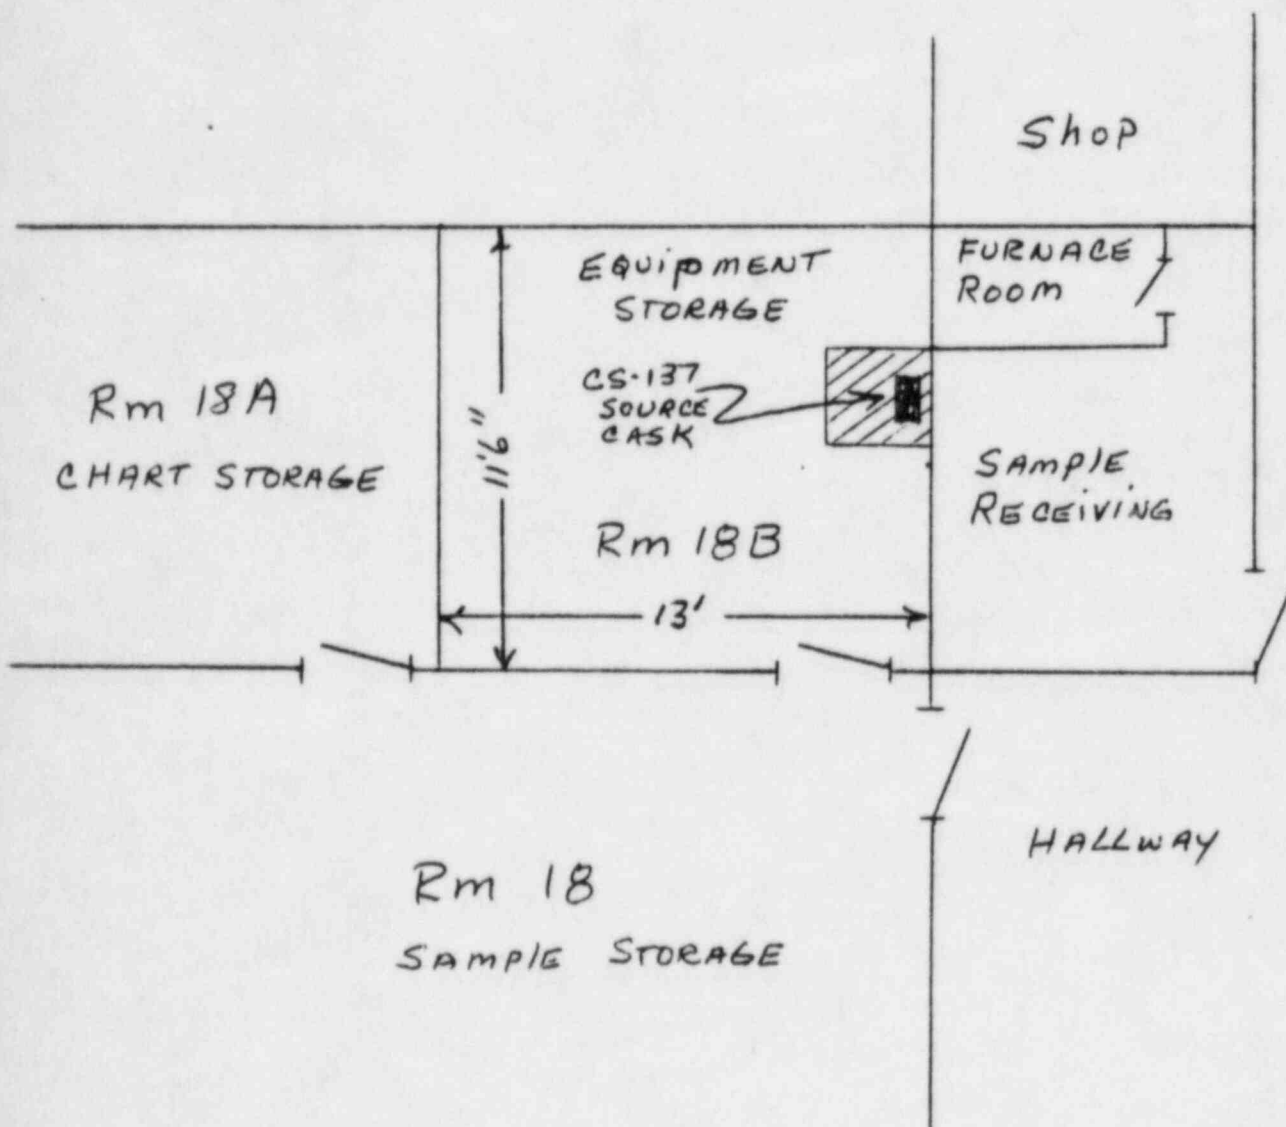 Shop
EQUIPMENT
STORAGE
FURNACE
ROOM
CS-137
SOURCE
CASK
Rm 18A
CHART STORAGE
11'9"
SAMPLE
RECEIVING
Rm 18B
13'
HALLWAY
Rm 18
SAMPLE STORAGE